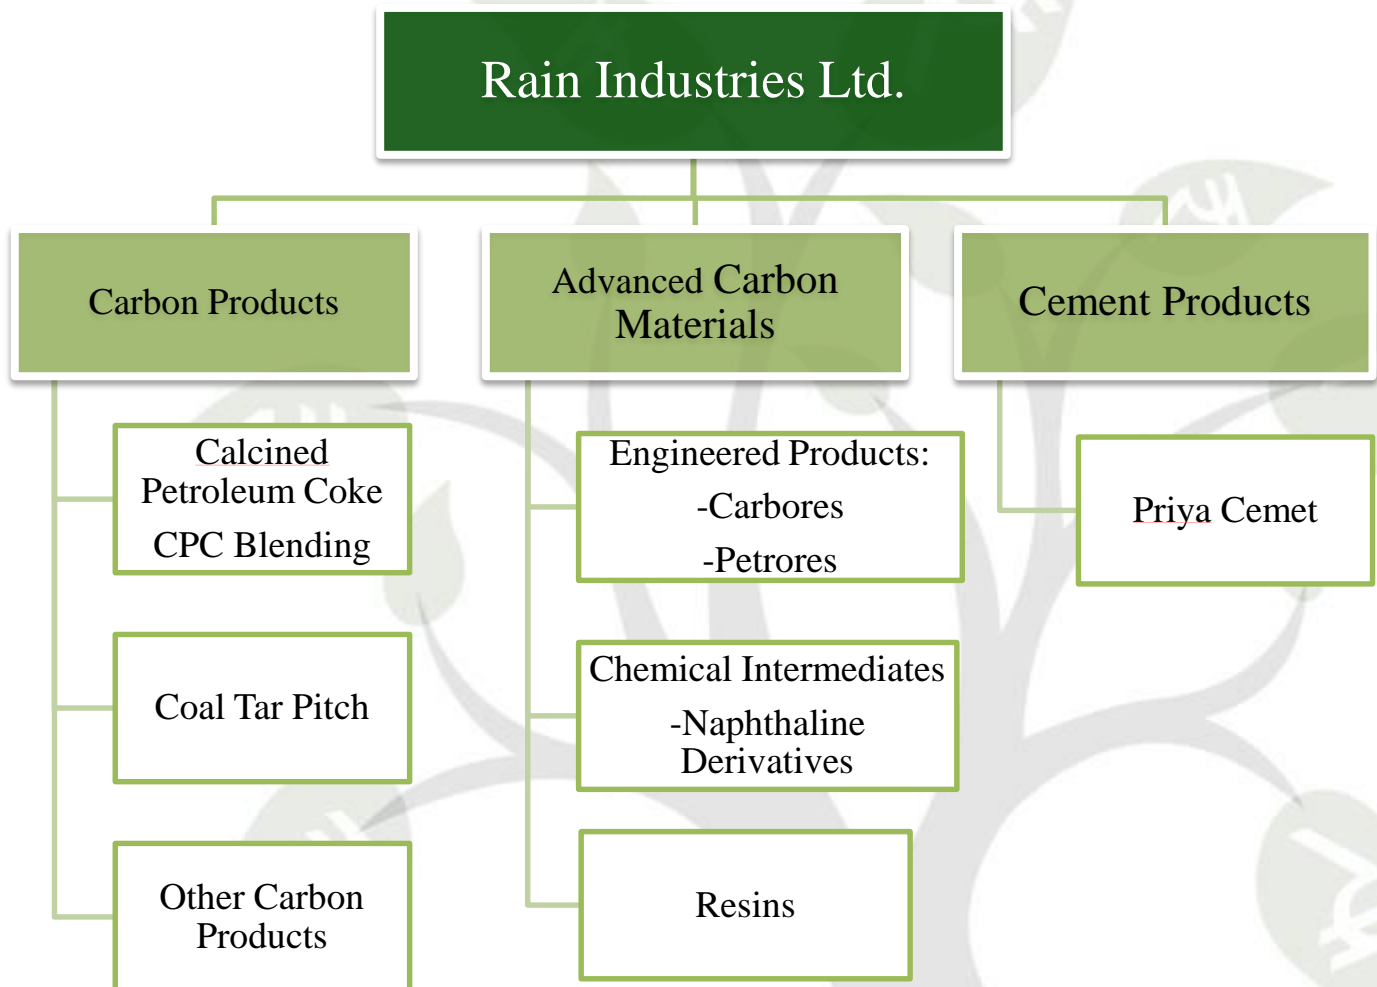 Rain Industries Ltd.
Carbon Products
Calcined
Petroleum Coke
CPC Blending
Coal Tar Pitch
Other Carbon
Products
Advanced Carbon
Materials
Engineered Products:
-Carbores
-Petrores
Chemical Intermediates
-Naphthaline
Derivatives
Resins
Cement Products
Priya Cemet